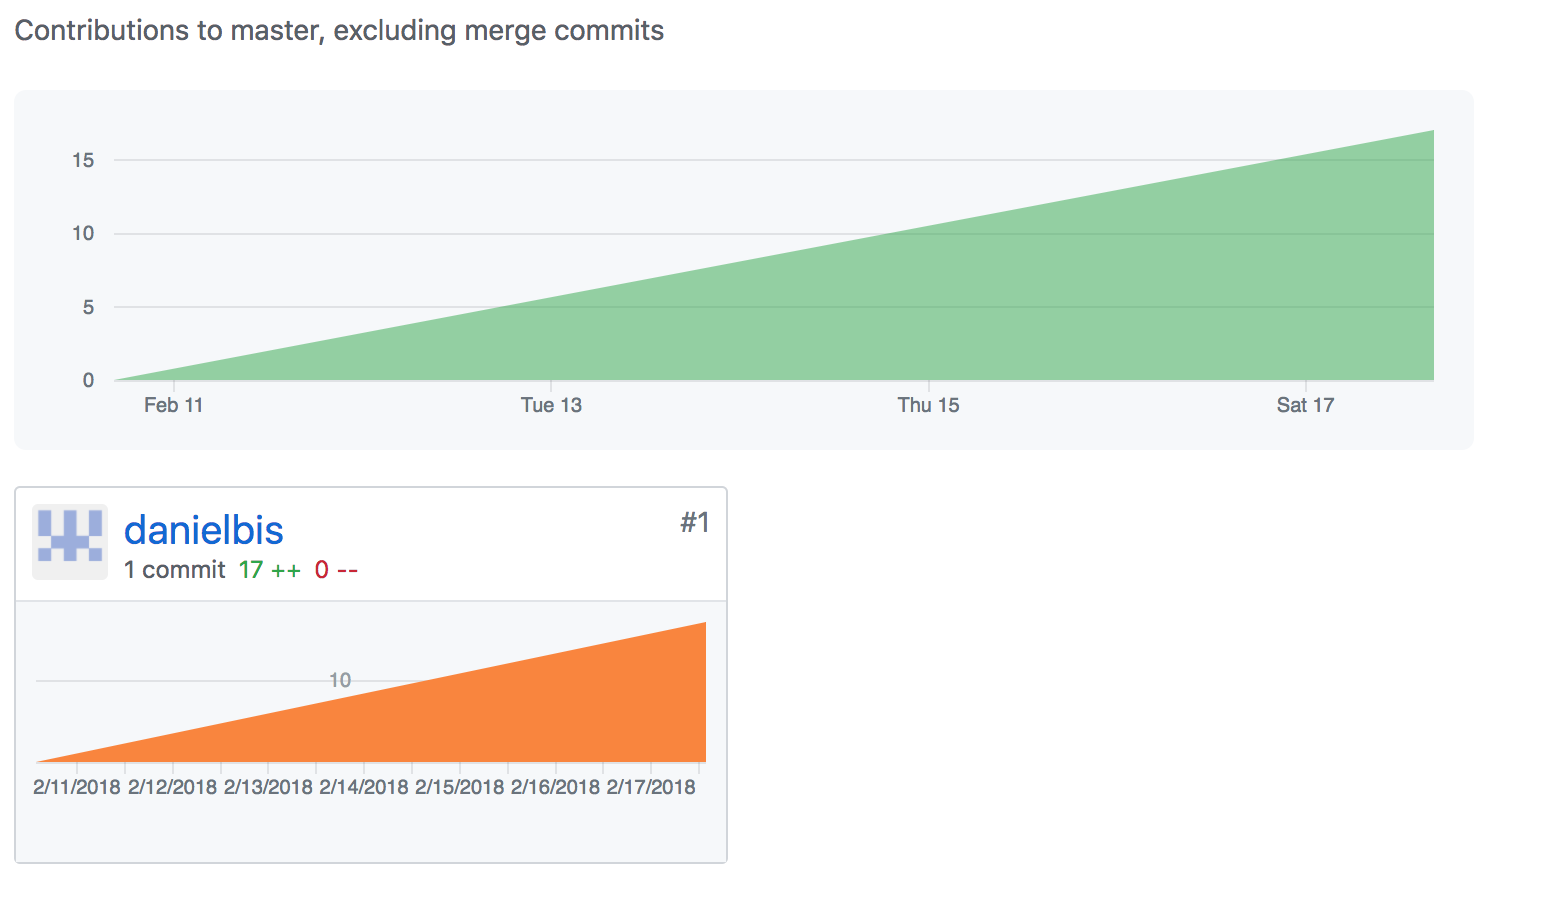 Contributions to master, excluding merge commits
15
10
5
0
Feb 11 Tue 13 Thu 15 Sat 17
danielbis #1
1 commit 17 ++ 0 --
10
2/11/2018 2/12/2018 2/13/2018 2/14/2018 2/15/2018 2/16/2018 2/17/2018